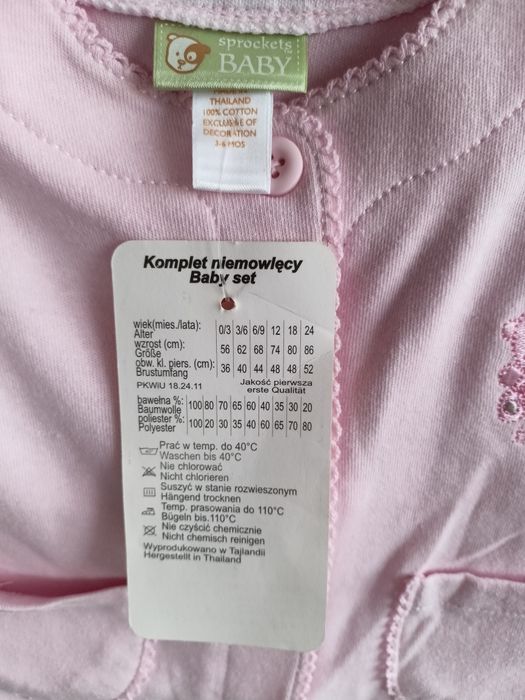 sprockets
BABY
MADE IN
THAILAND
100% COTTON
EXCLUSIVE OF
DECORATION
3-6 MOS
Komplet niemowlęcy
Baby set
wiek(mies./lata): 0/3 3/6 6/9 12 18 24
Alter
wzrost (cm): 56 62 68 74 80 86
Größe
obw. kl. piers. (cm): 36 40 44 48 48 52
Brustumfang
PKWiU 18.24.11 Jakość pierwsza
erste Qualität
bawełna %: 100 80 70 65 60 40 35 30 20
Baumwolle
poliester %: 100 20 30 35 40 60 65 70 80
Polyester
Prać w temp. do 40°C
Waschen bis 40°C
Nie chlorować
Nicht chlorieren
Suszyć w stanie rozwieszonym
Hängend trocknen
Temp. prasowania do 110°C
Bügeln bis.110°C
Nie czyścić chemicznie
Nicht chemisch reinigen
Wyprodukowano w Tajlandii
Hergestellt in Thailand